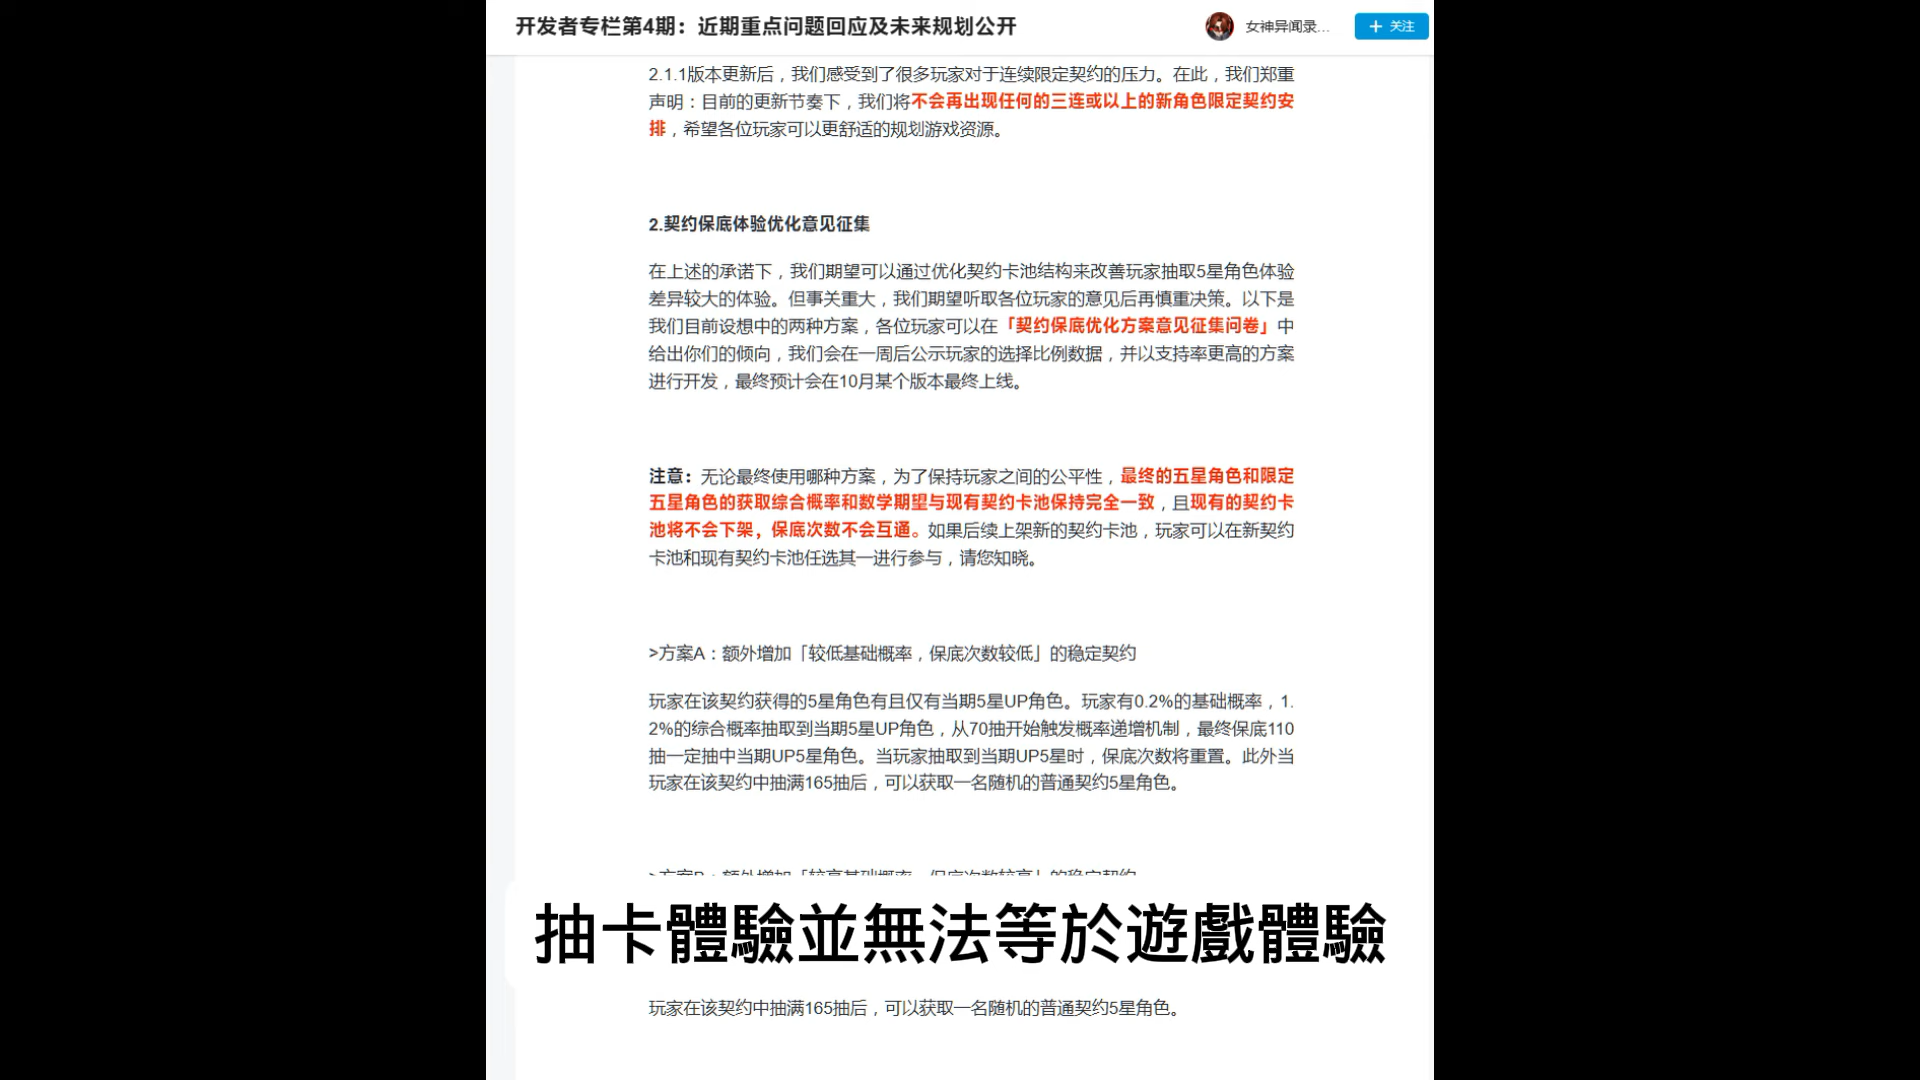 开发者专栏第4期：近期重点问题回应及未来规划公开
女神异闻录...
+ 关注
2.1.1版本更新后，我们感受到了很多玩家对于连续限定契约的压力。在此，我们郑重
声明：目前的更新节奏下，我们将不会再出现任何的三连或以上的新角色限定契约安
排，希望各位玩家可以更舒适的规划游戏资源。
2.契约保底体验优化意见征集
在上述的承诺下，我们期望可以通过优化契约卡池结构来改善玩家抽取5星角色体验
差异较大的体验。但事关重大，我们期望听取各位玩家的意见后再慎重决策。以下是
我们目前设想中的两种方案，各位玩家可以在「契约保底优化方案意见征集问卷」中
给出你们的倾向，我们会在一周后公示玩家的选择比例数据，并以支持率更高的方案
进行开发，最终预计会在10月某个版本最终上线。
注意：无论最终使用哪种方案，为了保持玩家之间的公平性，最终的五星角色和限定
五星角色的获取综合概率和数学期望与现有契约卡池保持完全一致，且现有的契约卡
池将不会下架，保底次数不会互通。如果后续上架新的契约卡池，玩家可以在新契约
卡池和现有契约卡池任选其一进行参与，请您知晓。
>方案A：额外增加「较低基础概率，保底次数较低」的稳定契约
玩家在该契约获得的5星角色有且仅有当期5星UP角色。玩家有0.2%的基础概率，1.
2%的综合概率抽取到当期5星UP角色，从70抽开始触发概率递增机制，最终保底110
抽一定抽中当期UP5星角色。当玩家抽取到当期UP5星时，保底次数将重置。此外当
玩家在该契约中抽满165抽后，可以获取一名随机的普通契约5星角色。
>方案B：额外增加「较高基础概率，保底次数较高」的稳定契约
抽卡體驗並無法等於遊戲體驗
玩家在该契约中抽满165抽后，可以获取一名随机的普通契约5星角色。